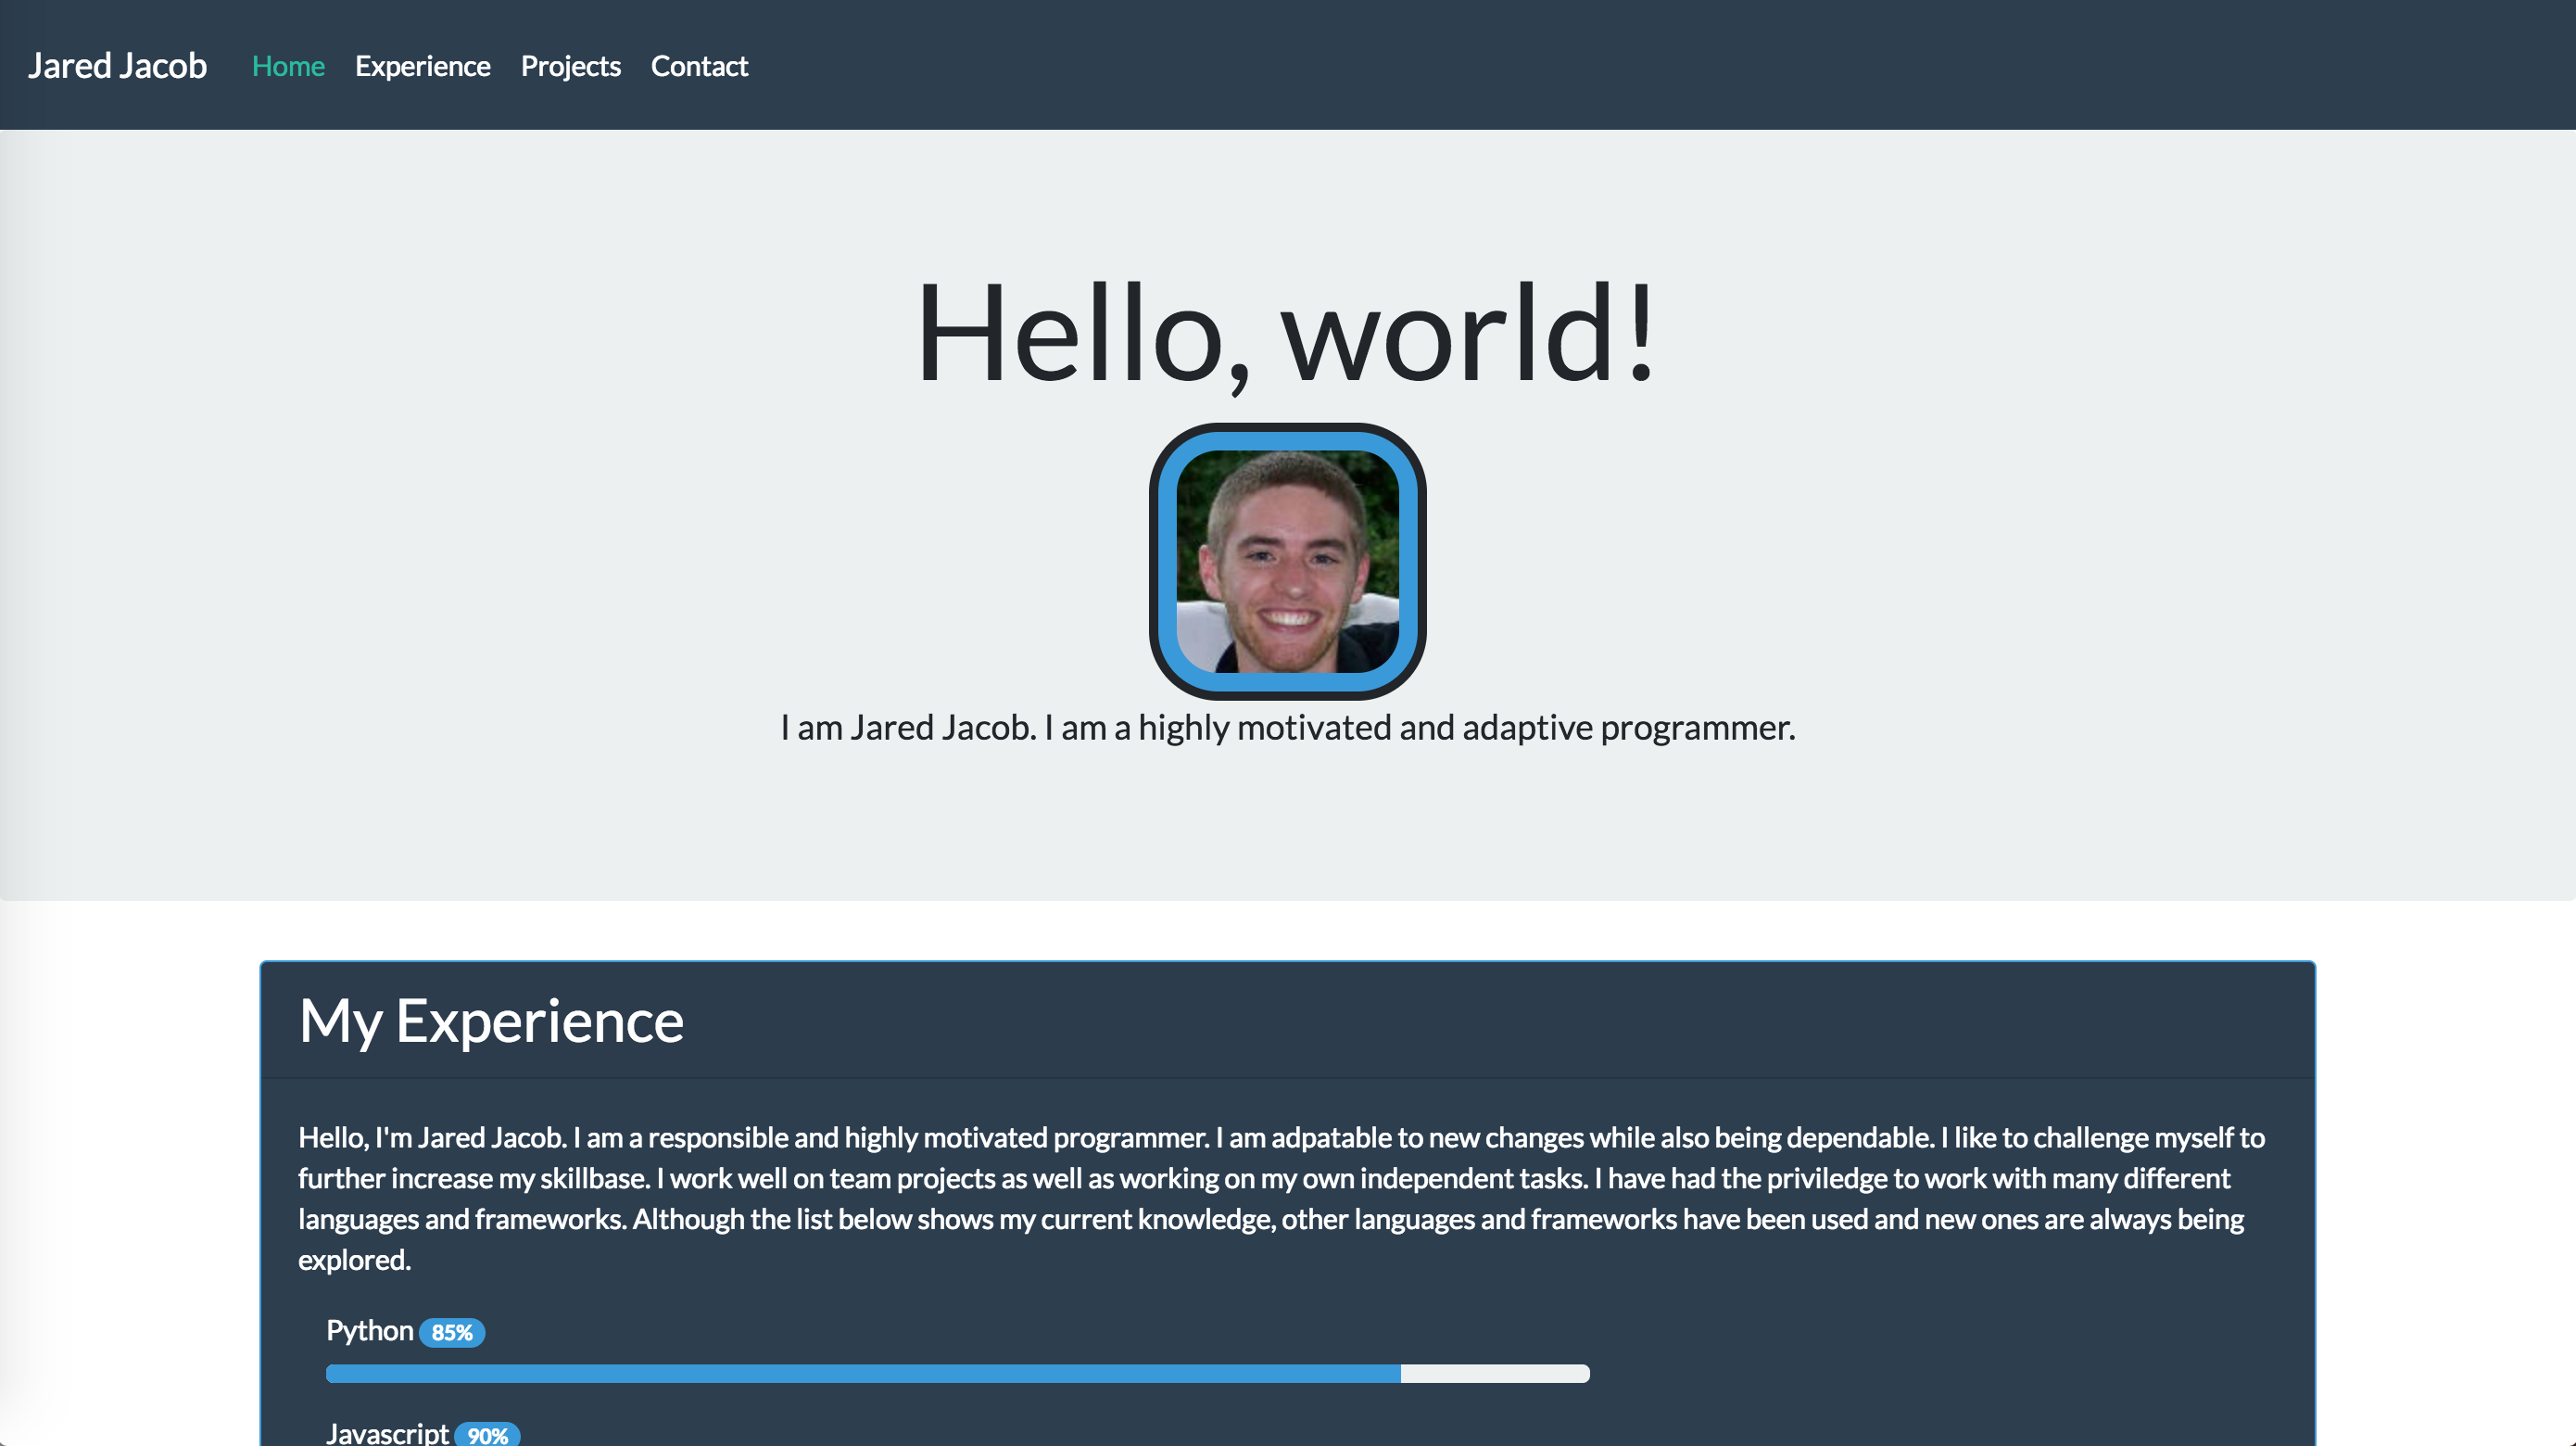 Jared Jacob Home Experience Projects Contact
Hello, world!
I am Jared Jacob. I am a highly motivated and adaptive programmer.
My Experience
Hello, I'm Jared Jacob. I am a responsible and highly motivated programmer. I am adpatable to new changes while also being dependable. I like to challenge myself to
further increase my skillbase. I work well on team projects as well as working on my own independent tasks. I have had the priviledge to work with many different
languages and frameworks. Although the list below shows my current knowledge, other languages and frameworks have been used and new ones are always being
explored.
Python 85%
Javascript 90%